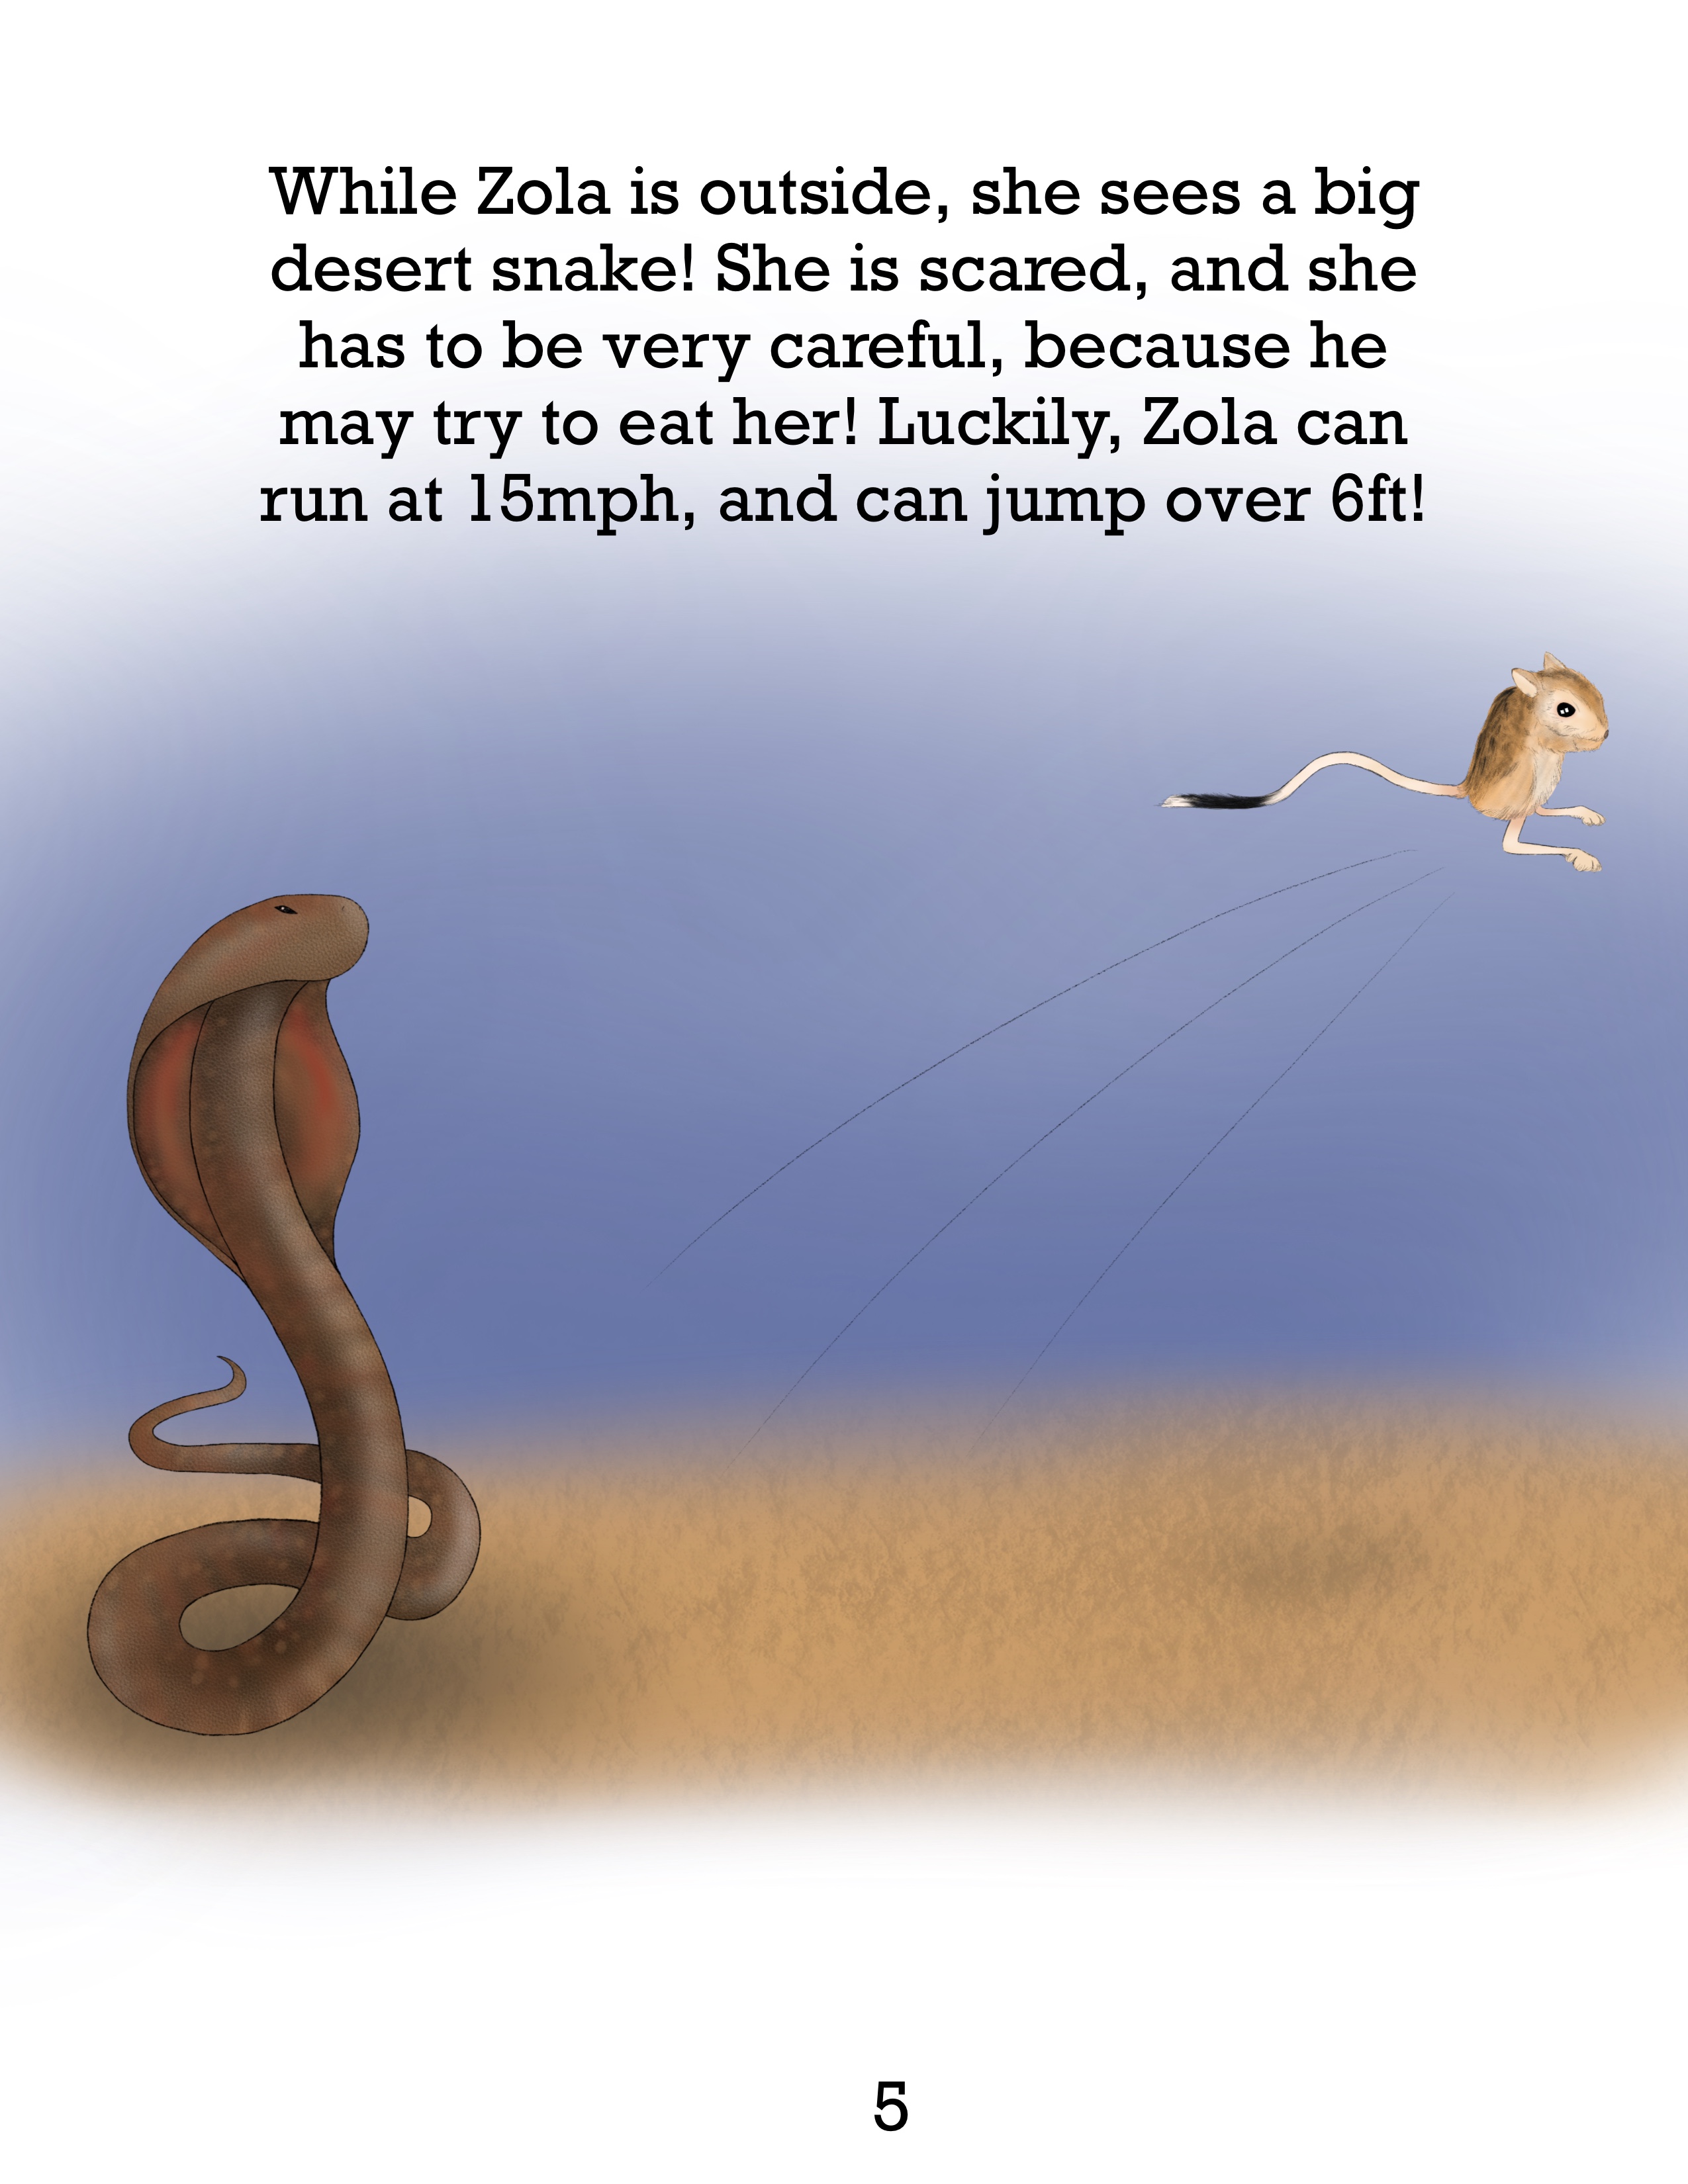 While Zola is outside, she sees a big
desert snake! She is scared, and she
has to be very careful, because he
may try to eat her! Luckily, Zola can
run at 15mph, and can jump over 6ft!
5